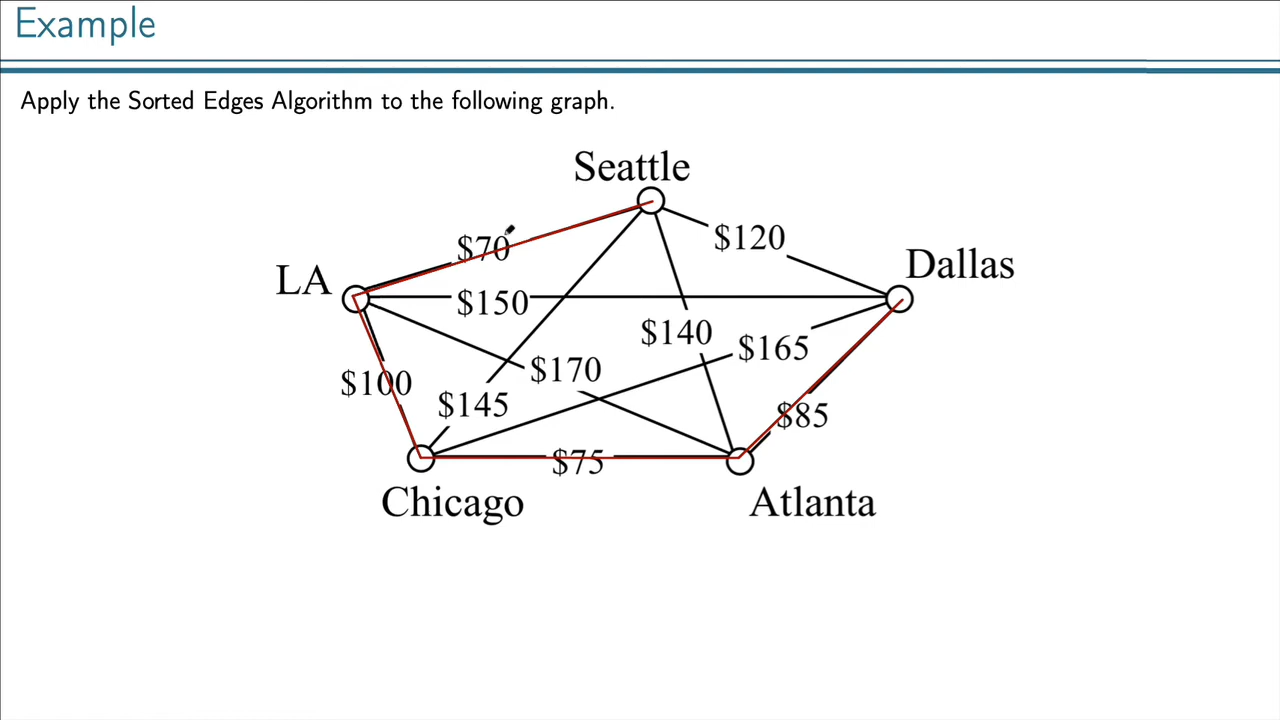 Example
Apply the Sorted Edges Algorithm to the following graph.
Seattle
$70
$120
LA
Dallas
$150
$140
$165
$170
$100
$145
$85
$75
Chicago
Atlanta